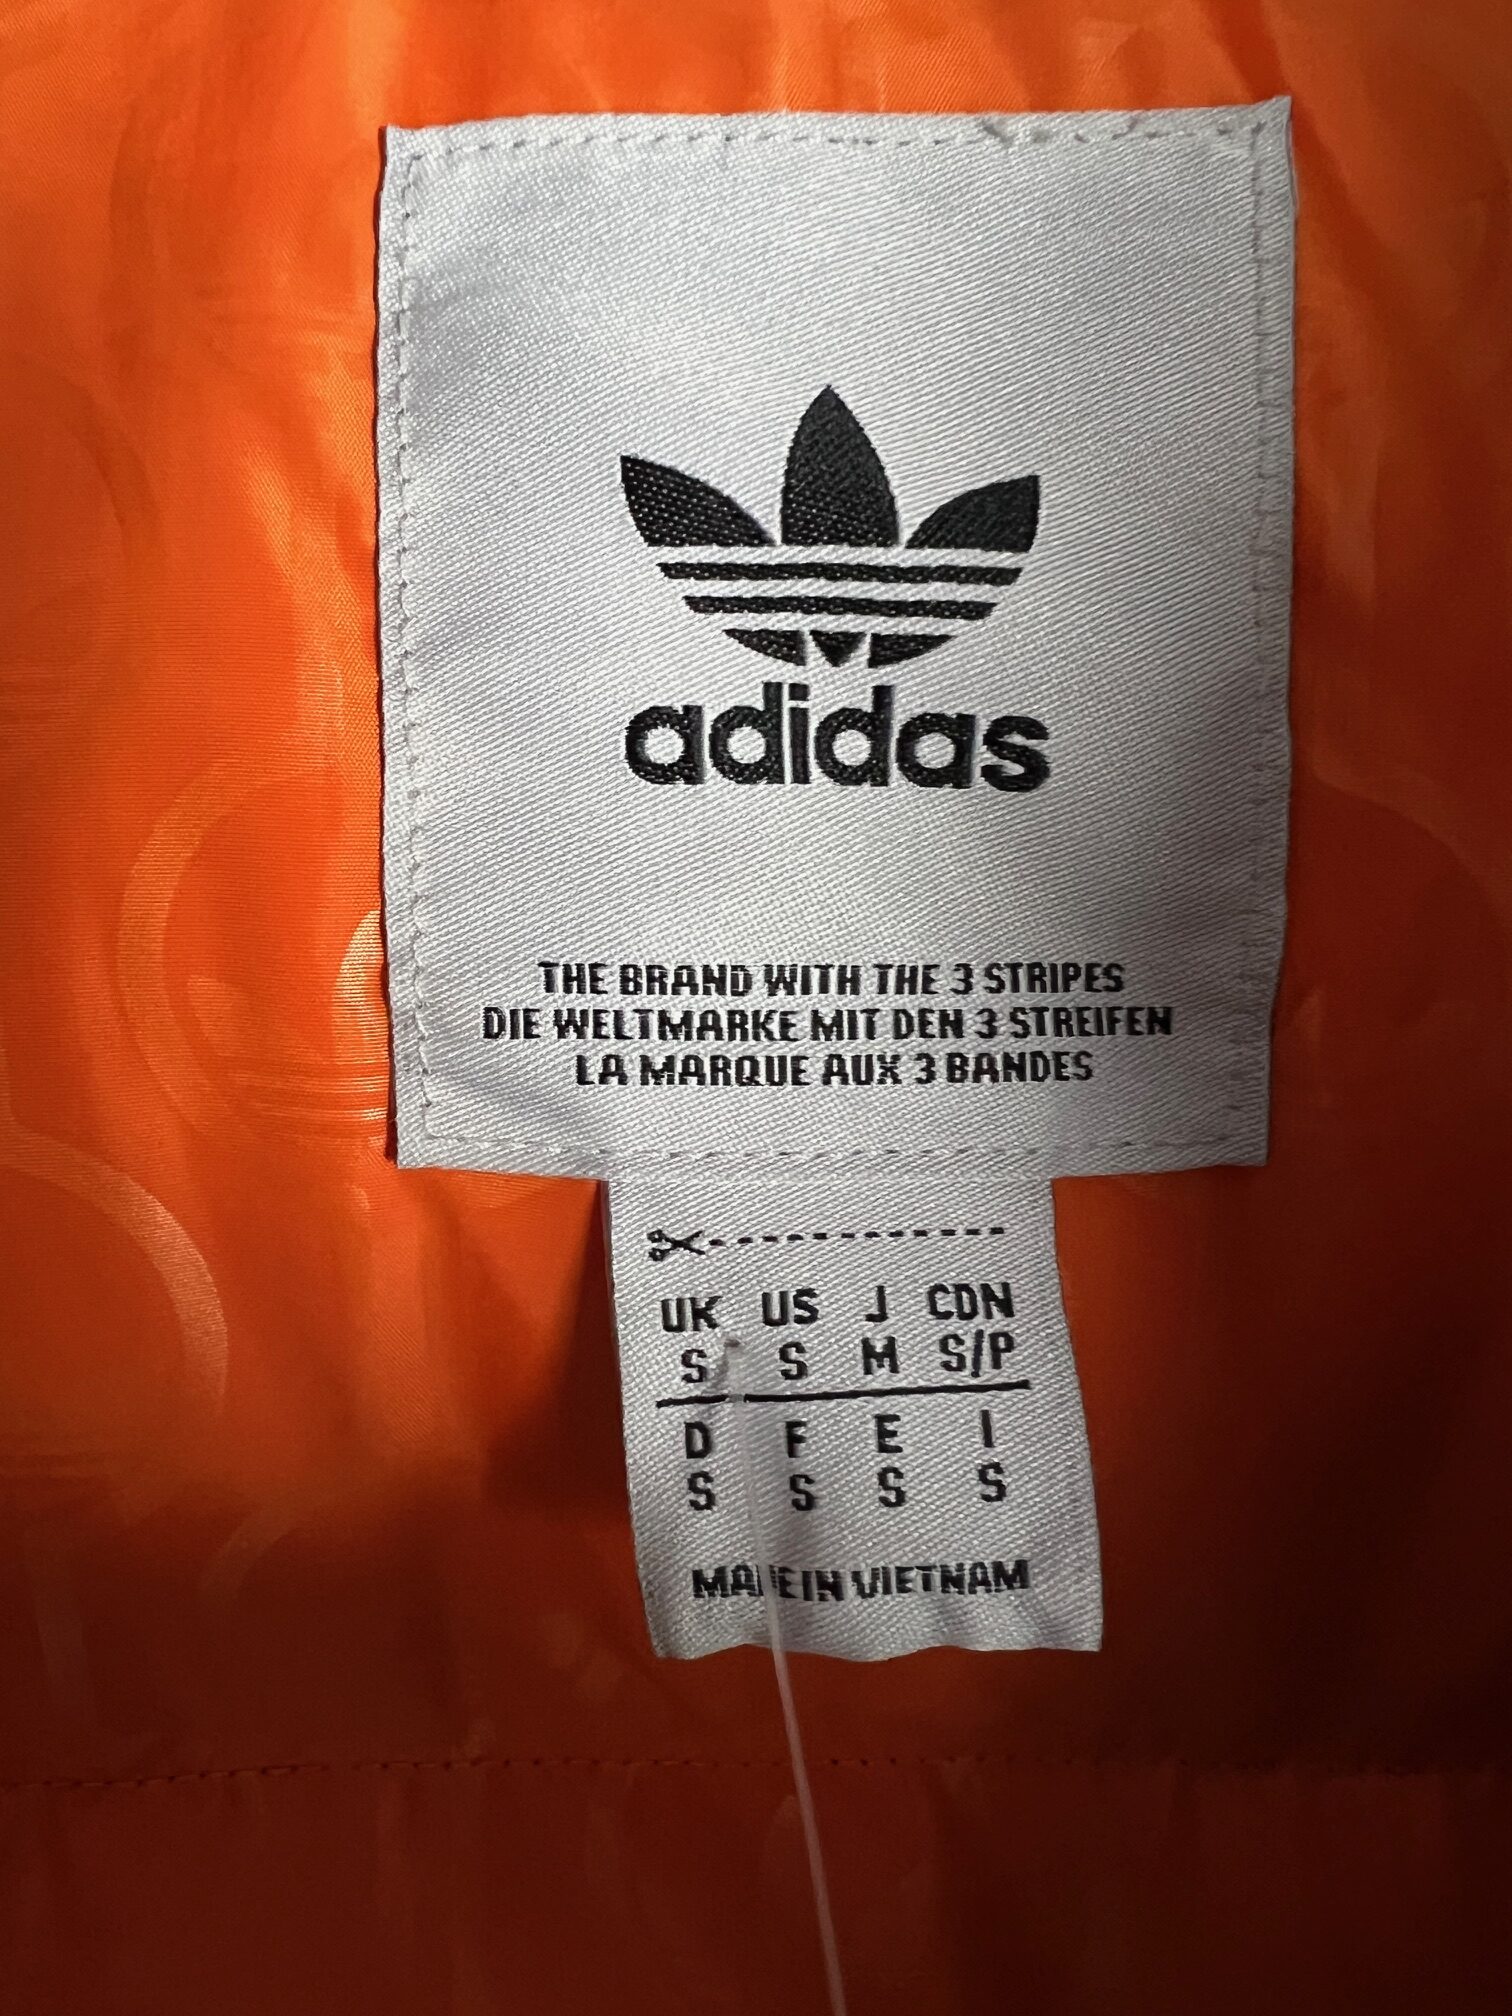 adidas
THE BRAND WITH THE 3 STRIPES
DIE WELTMARKE MIT DEN 3 STREIFEN
LA MARQUE AUX 3 BANDES
UK US J CDN
S S M S/P
D F E I
S S S S
MADE IN VIETNAM